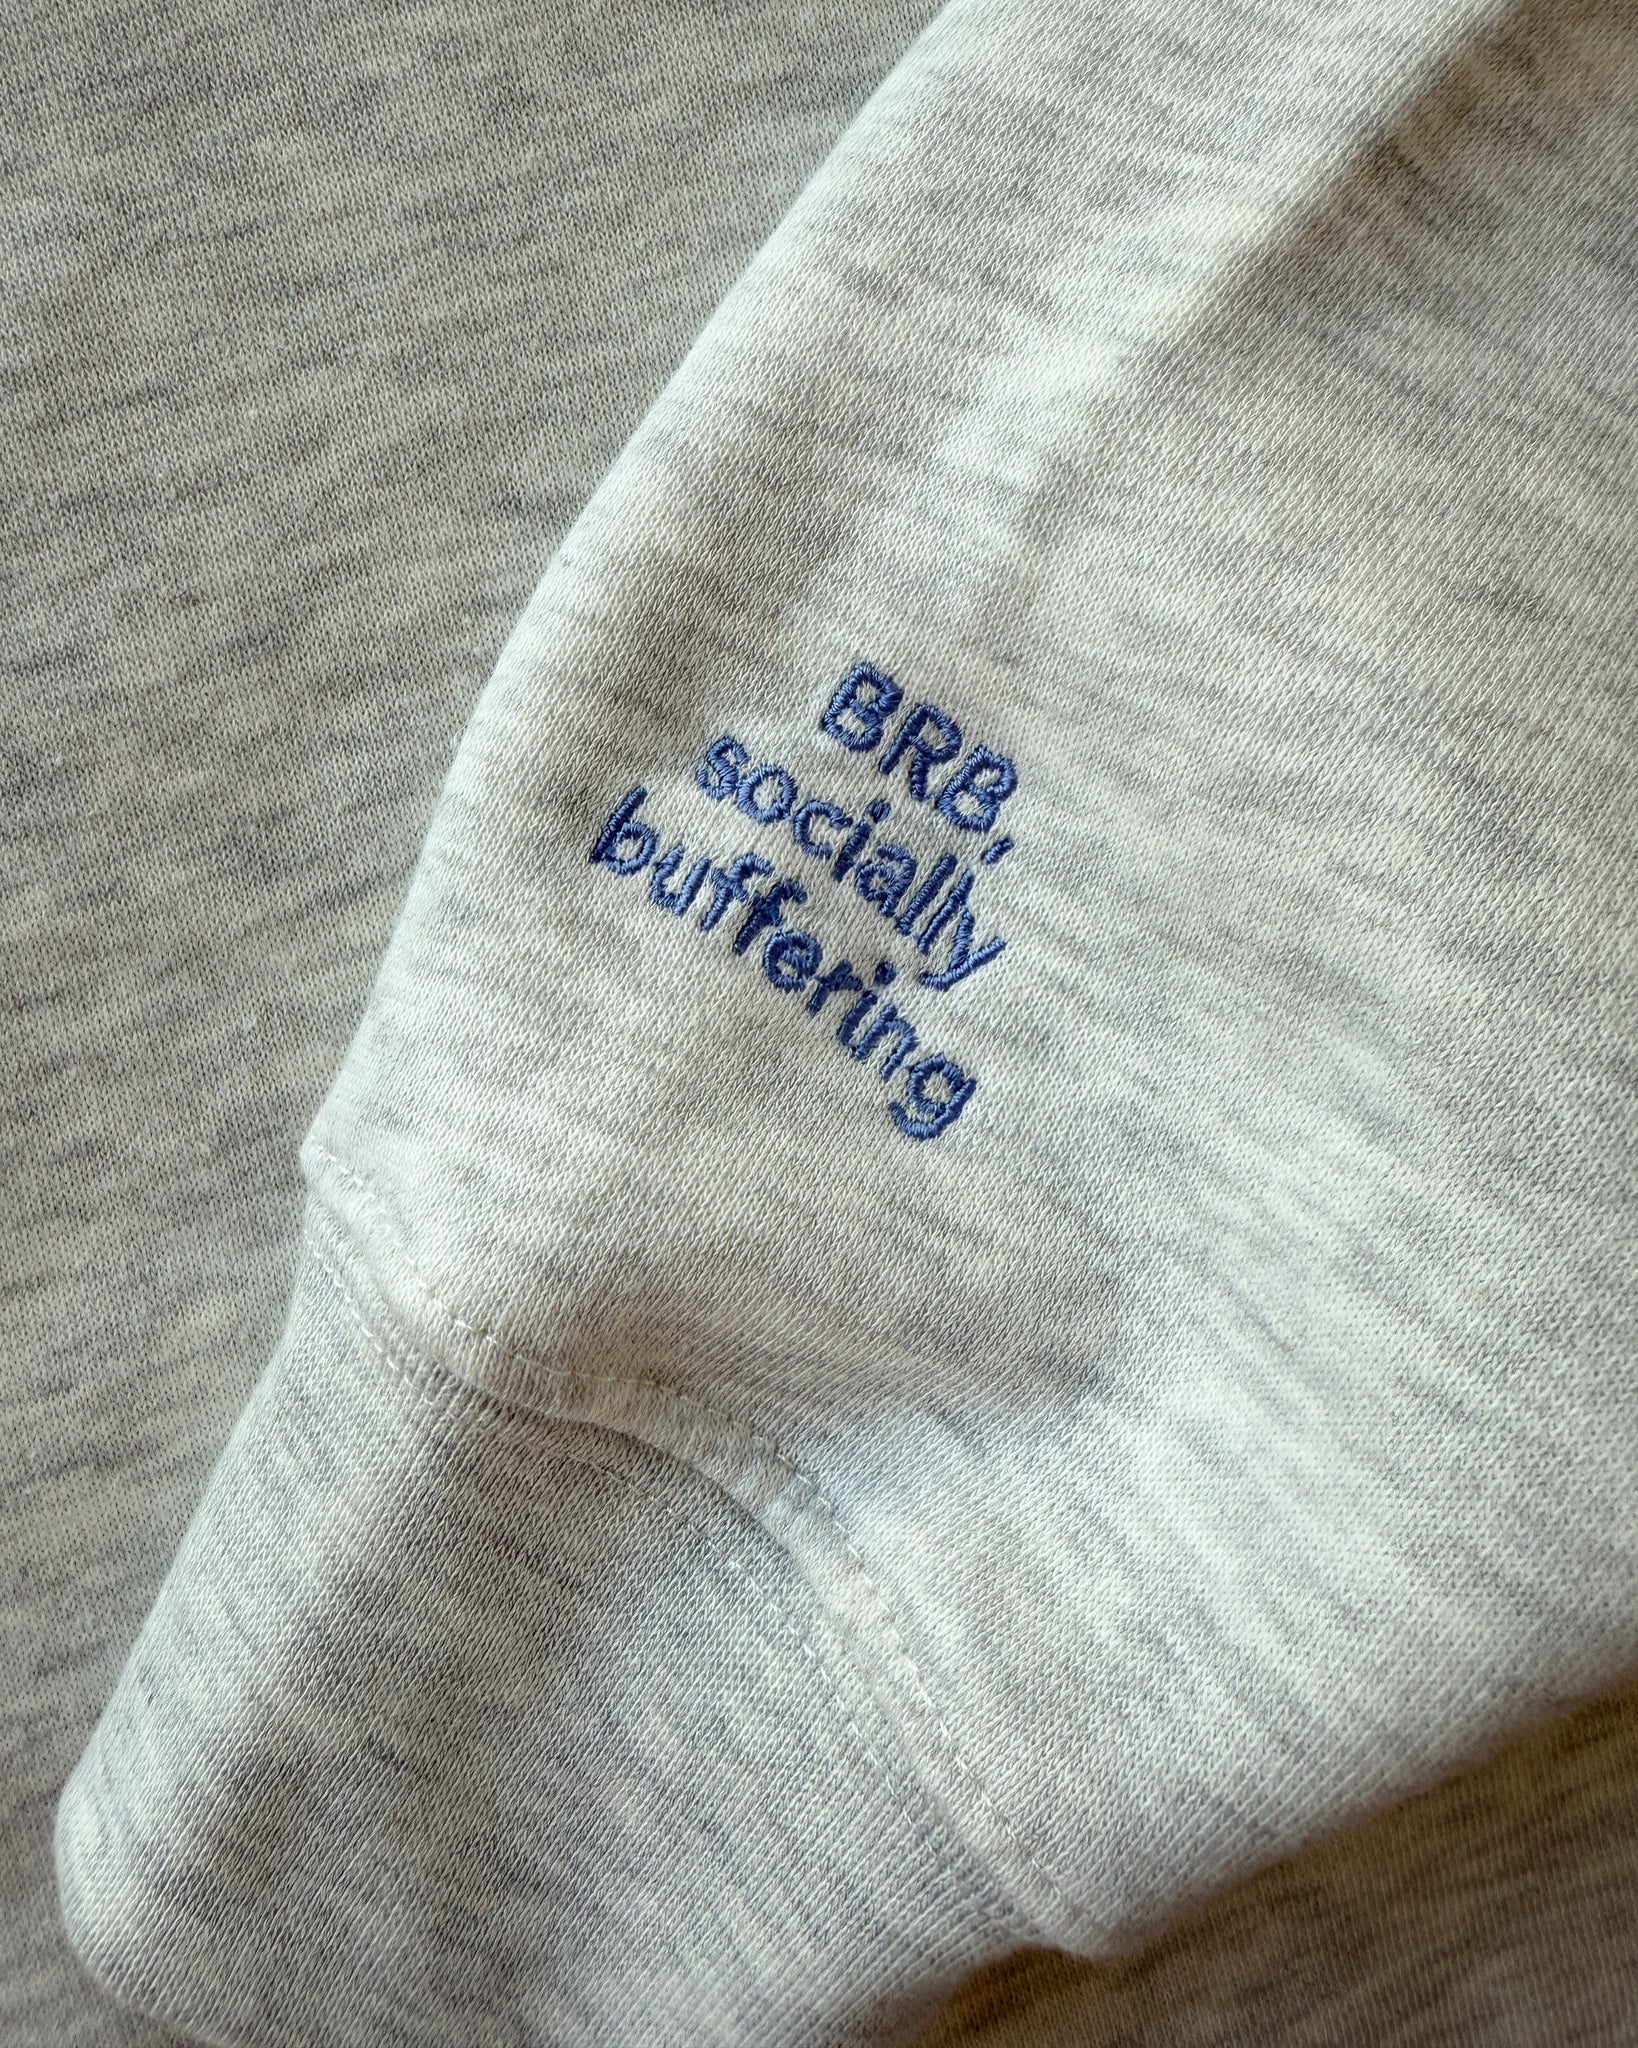 BRB,
socially
buffering